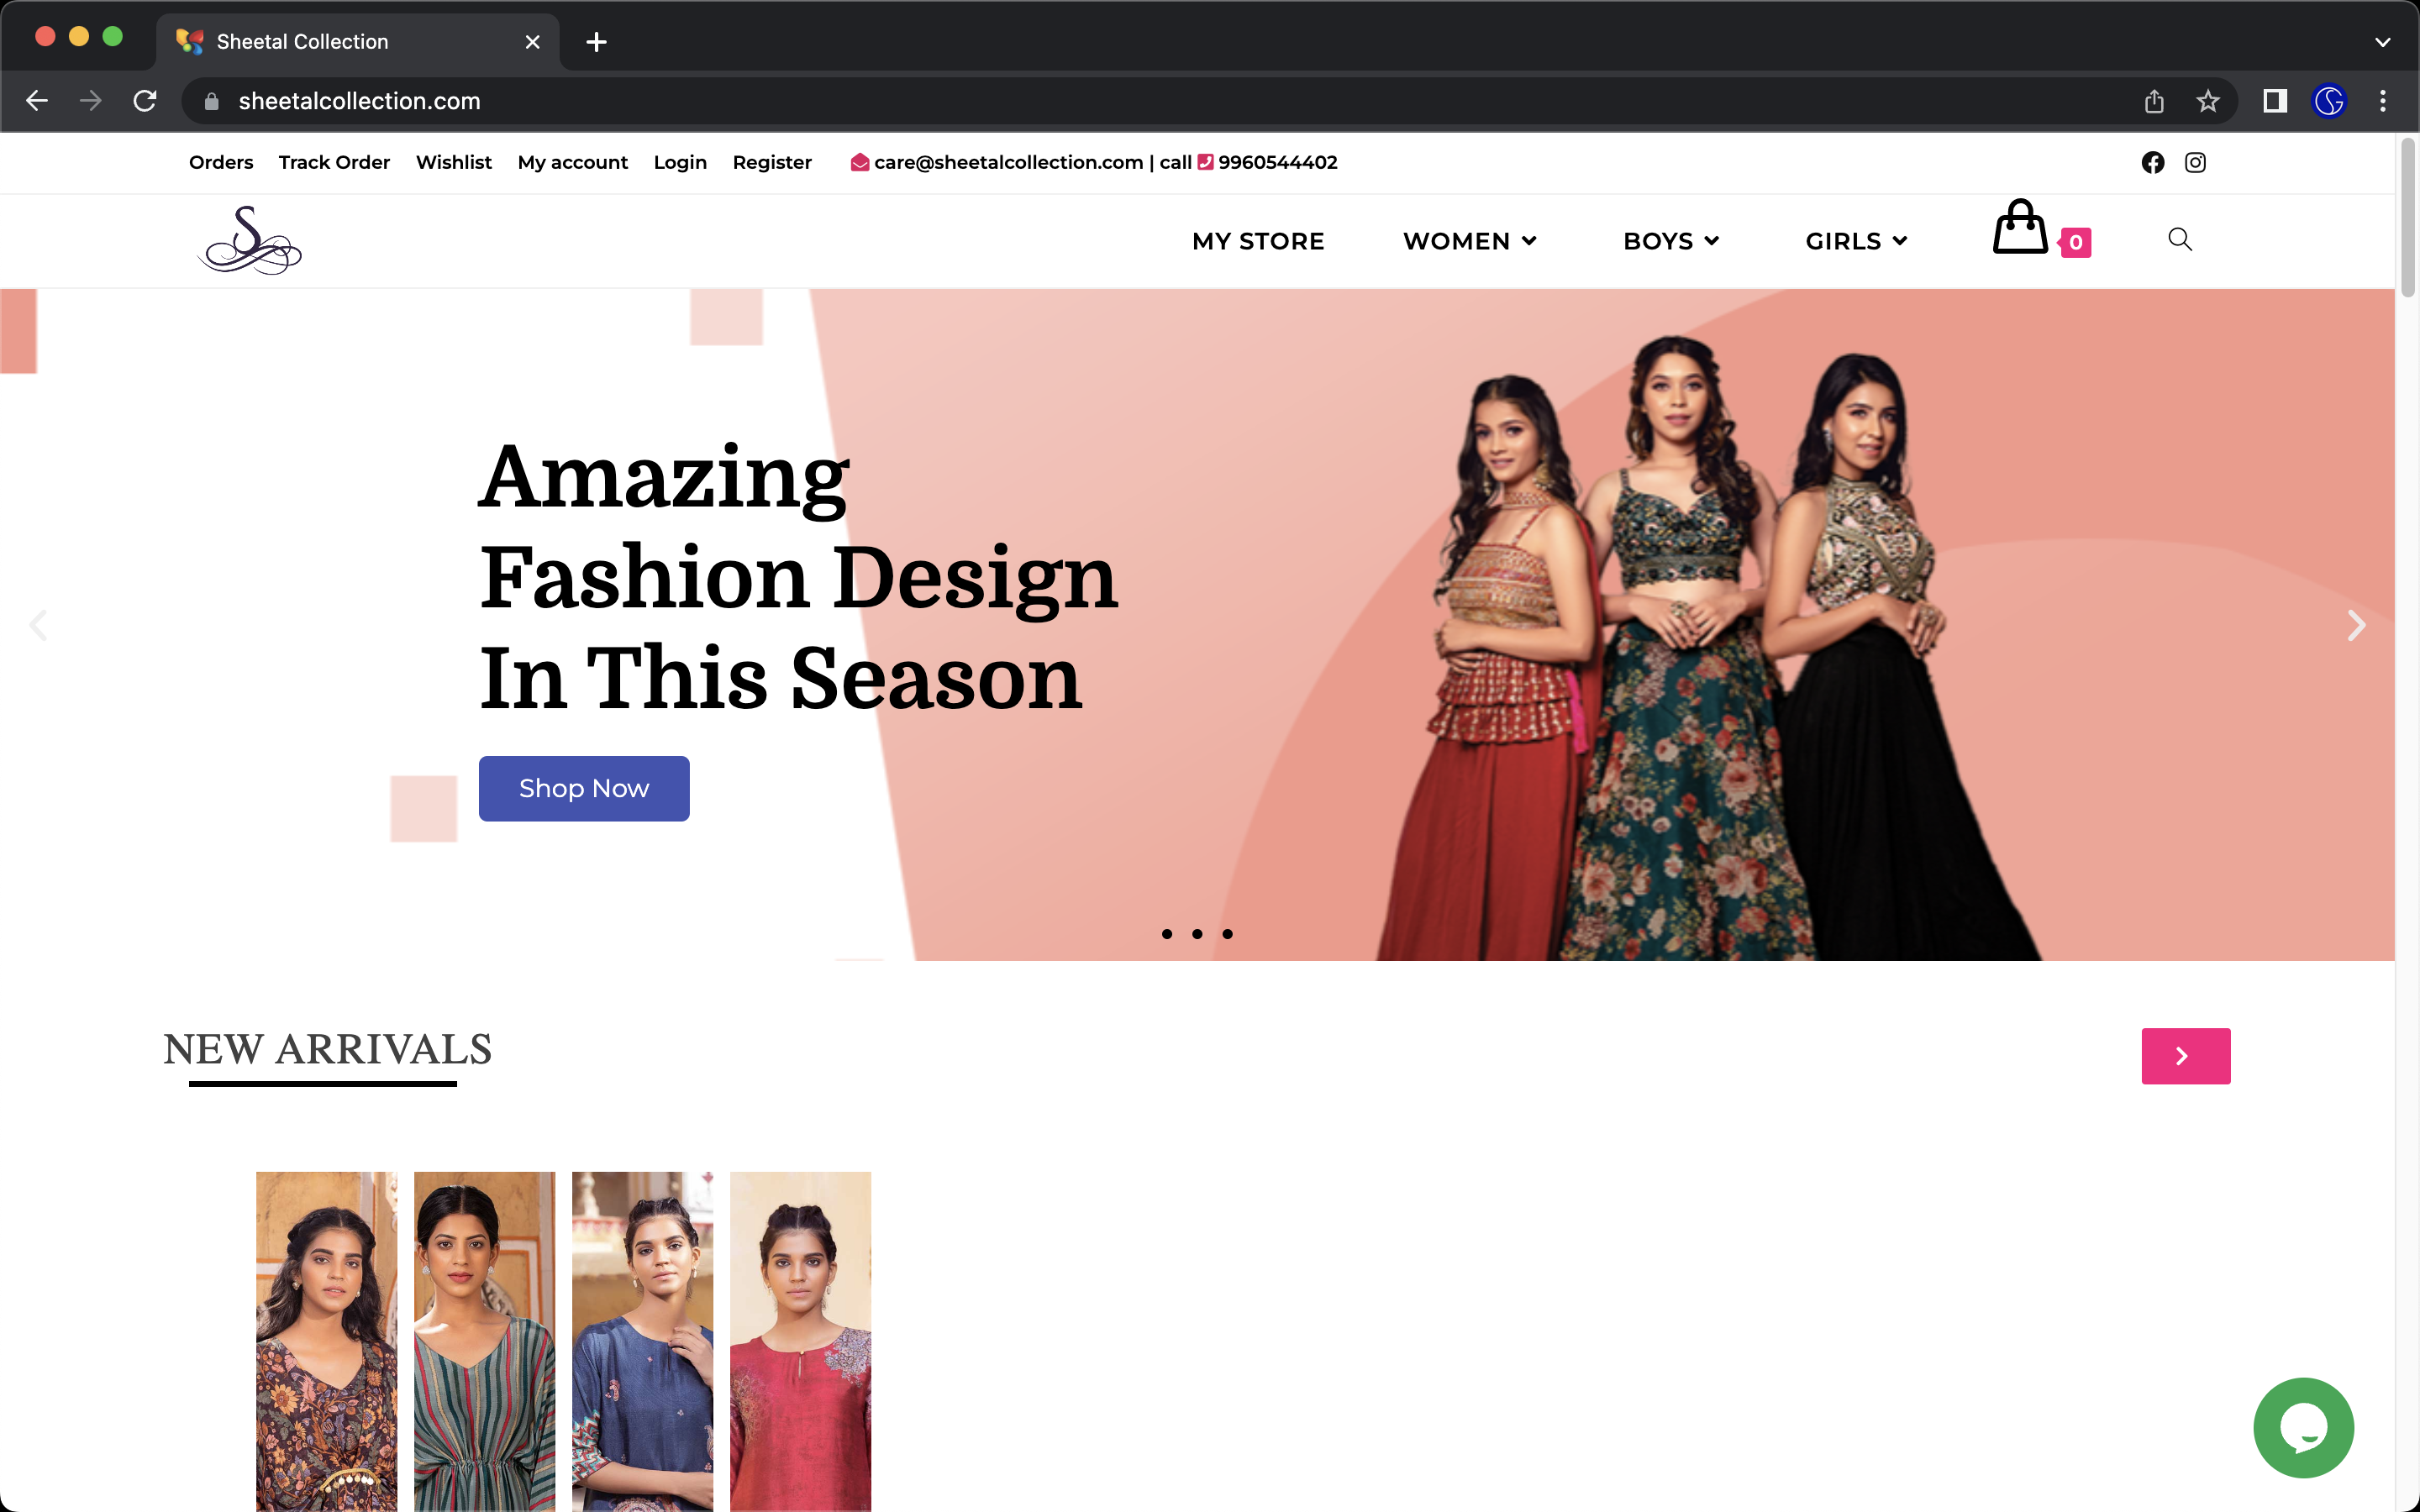 Sheetal Collection
sheetalcollection.com
Orders Track Order Wishlist My account Login Register care@sheetalcollection.com | call 9960544402
S
MY STORE WOMEN BOYS GIRLS 0
Amazing
Fashion Design
In This Season
Shop Now
NEW ARRIVALS